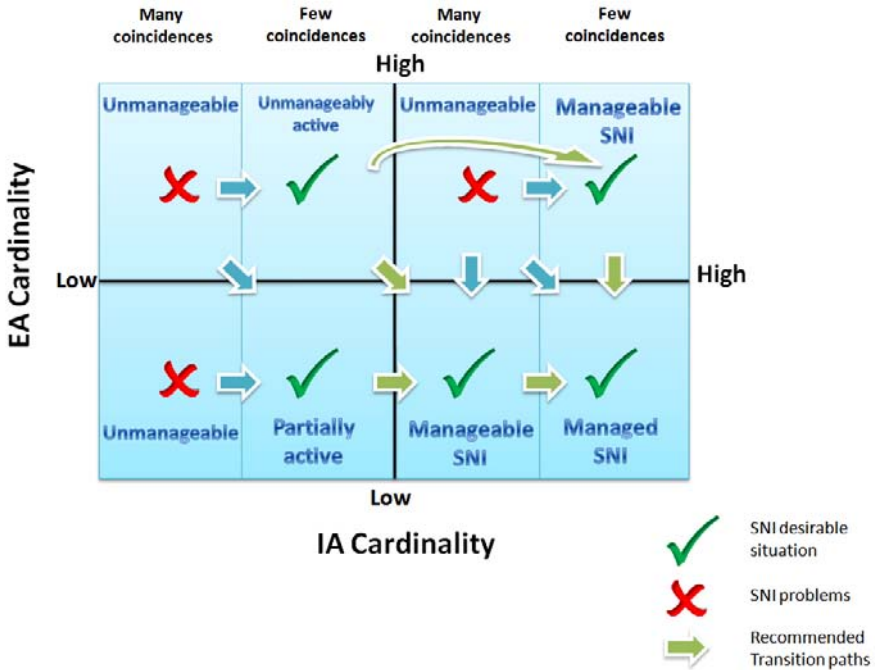 Many
coincidences
Few
coincidences
Many
coincidences
Few
coincidences
High
Unmanageable
Unmanageably
active
Unmanageable
Manageable
SNI
EA Cardinality
Low
High
Unmanageable
Partially
active
Manageable
SNI
Managed
SNI
Low
IA Cardinality
SNI desirable
situation
SNI problems
Recommended
Transition paths